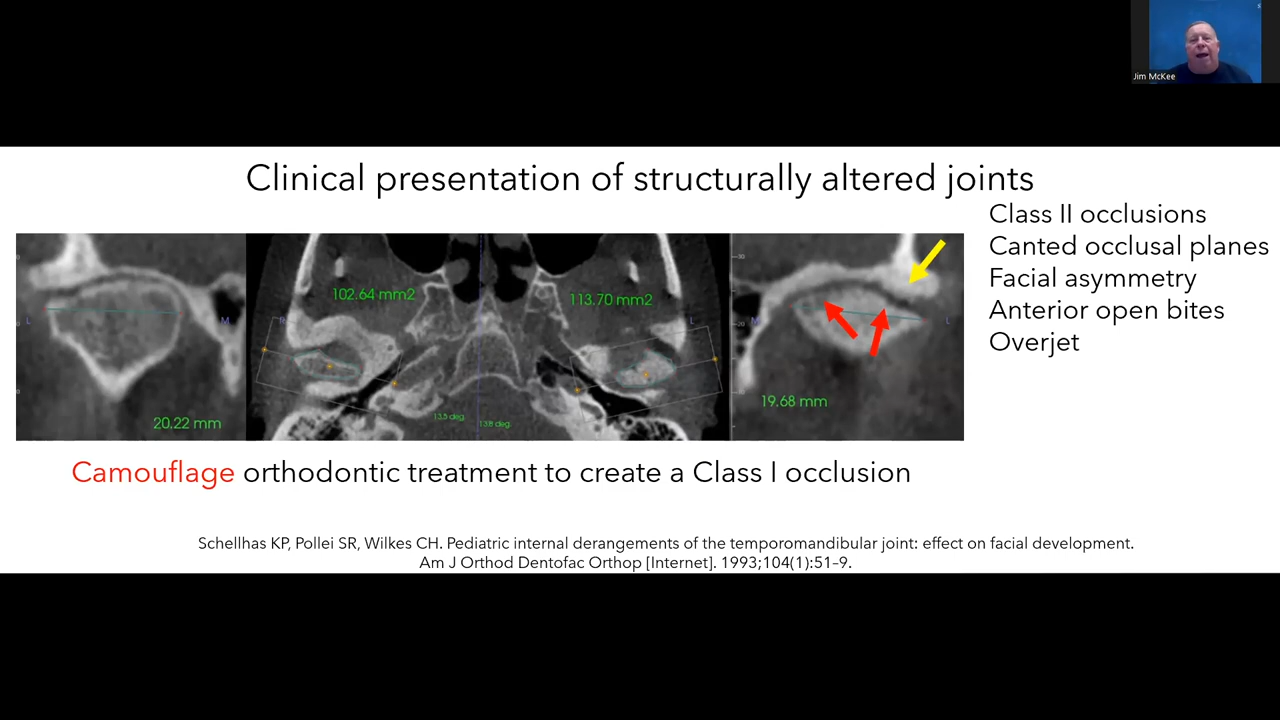 Jim McKee
Clinical presentation of structurally altered joints
Class II occlusions
Canted occlusal planes
Facial asymmetry
Anterior open bites
Overjet
L
M
20.22 mm
102.64 mm2
113.70 mm2
L
13.8 deg.
M
L
19.68 mm
Camouflage orthodontic treatment to create a Class I occlusion
Schellhas KP, Pollei SR, Wilkes CH. Pediatric internal derangements of the temporomandibular joint: effect on facial development.
Am J Orthod Dentofac Orthop [Internet]. 1993;104(1):51–9.